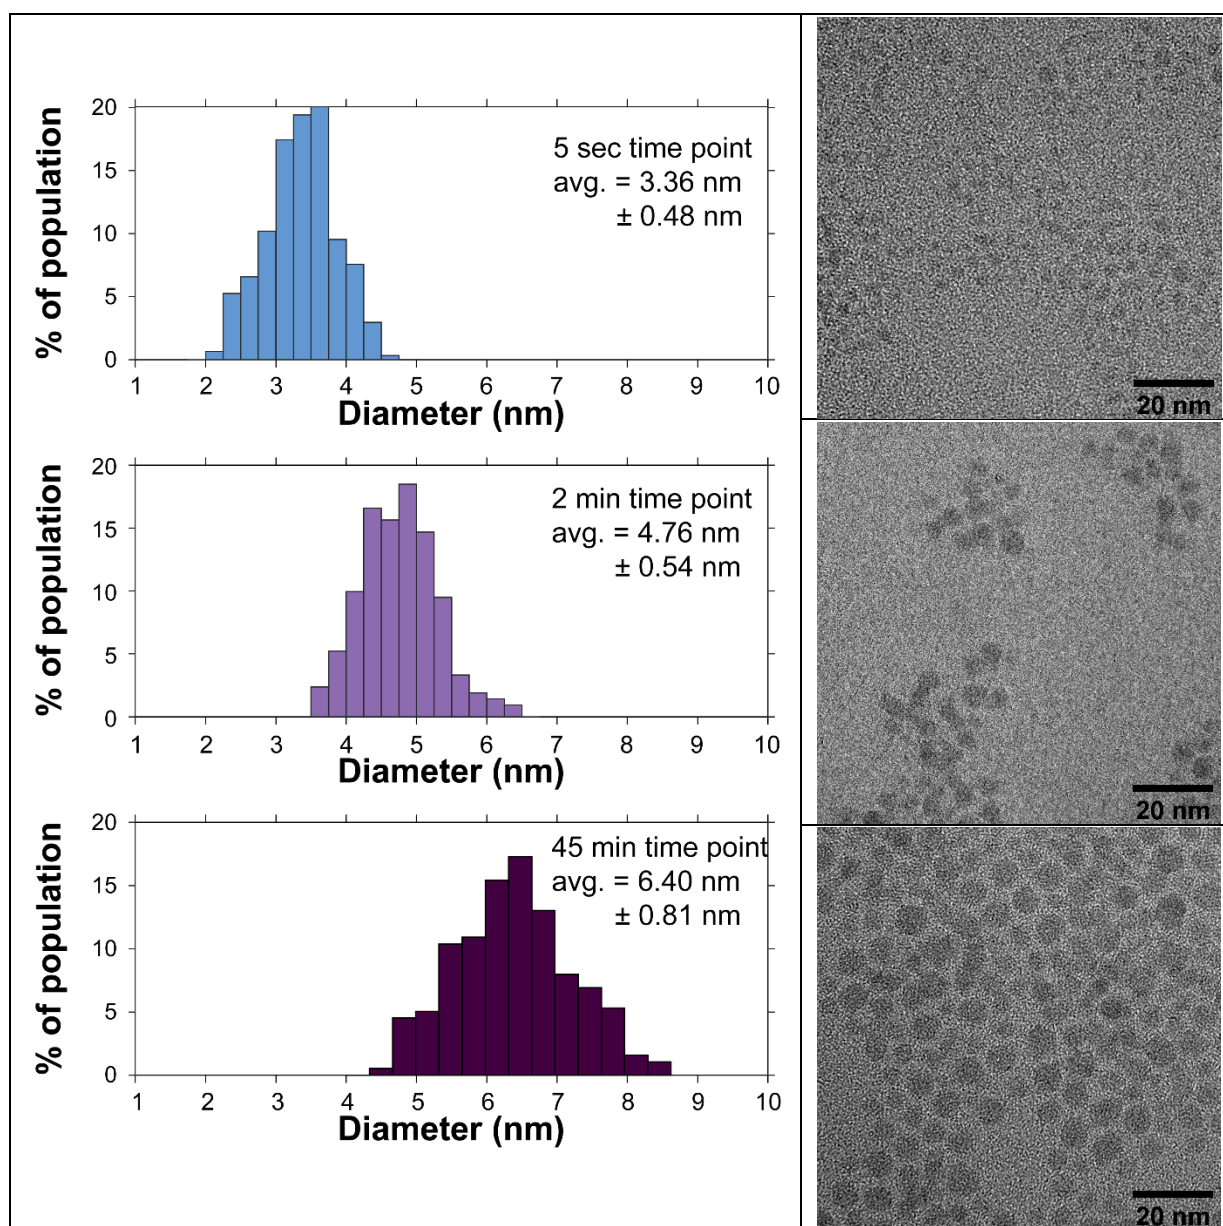 20
15
10
5
0
% of population
5 sec time point
avg. = 3.36 nm
± 0.48 nm
1 2 3 4 5 6 7 8 9 10
Diameter (nm)
20 nm
20
15
10
5
0
% of population
2 min time point
avg. = 4.76 nm
± 0.54 nm
1 2 3 4 5 6 7 8 9 10
Diameter (nm)
20 nm
20
15
10
5
0
% of population
45 min time point
avg. = 6.40 nm
± 0.81 nm
1 2 3 4 5 6 7 8 9 10
Diameter (nm)
20 nm